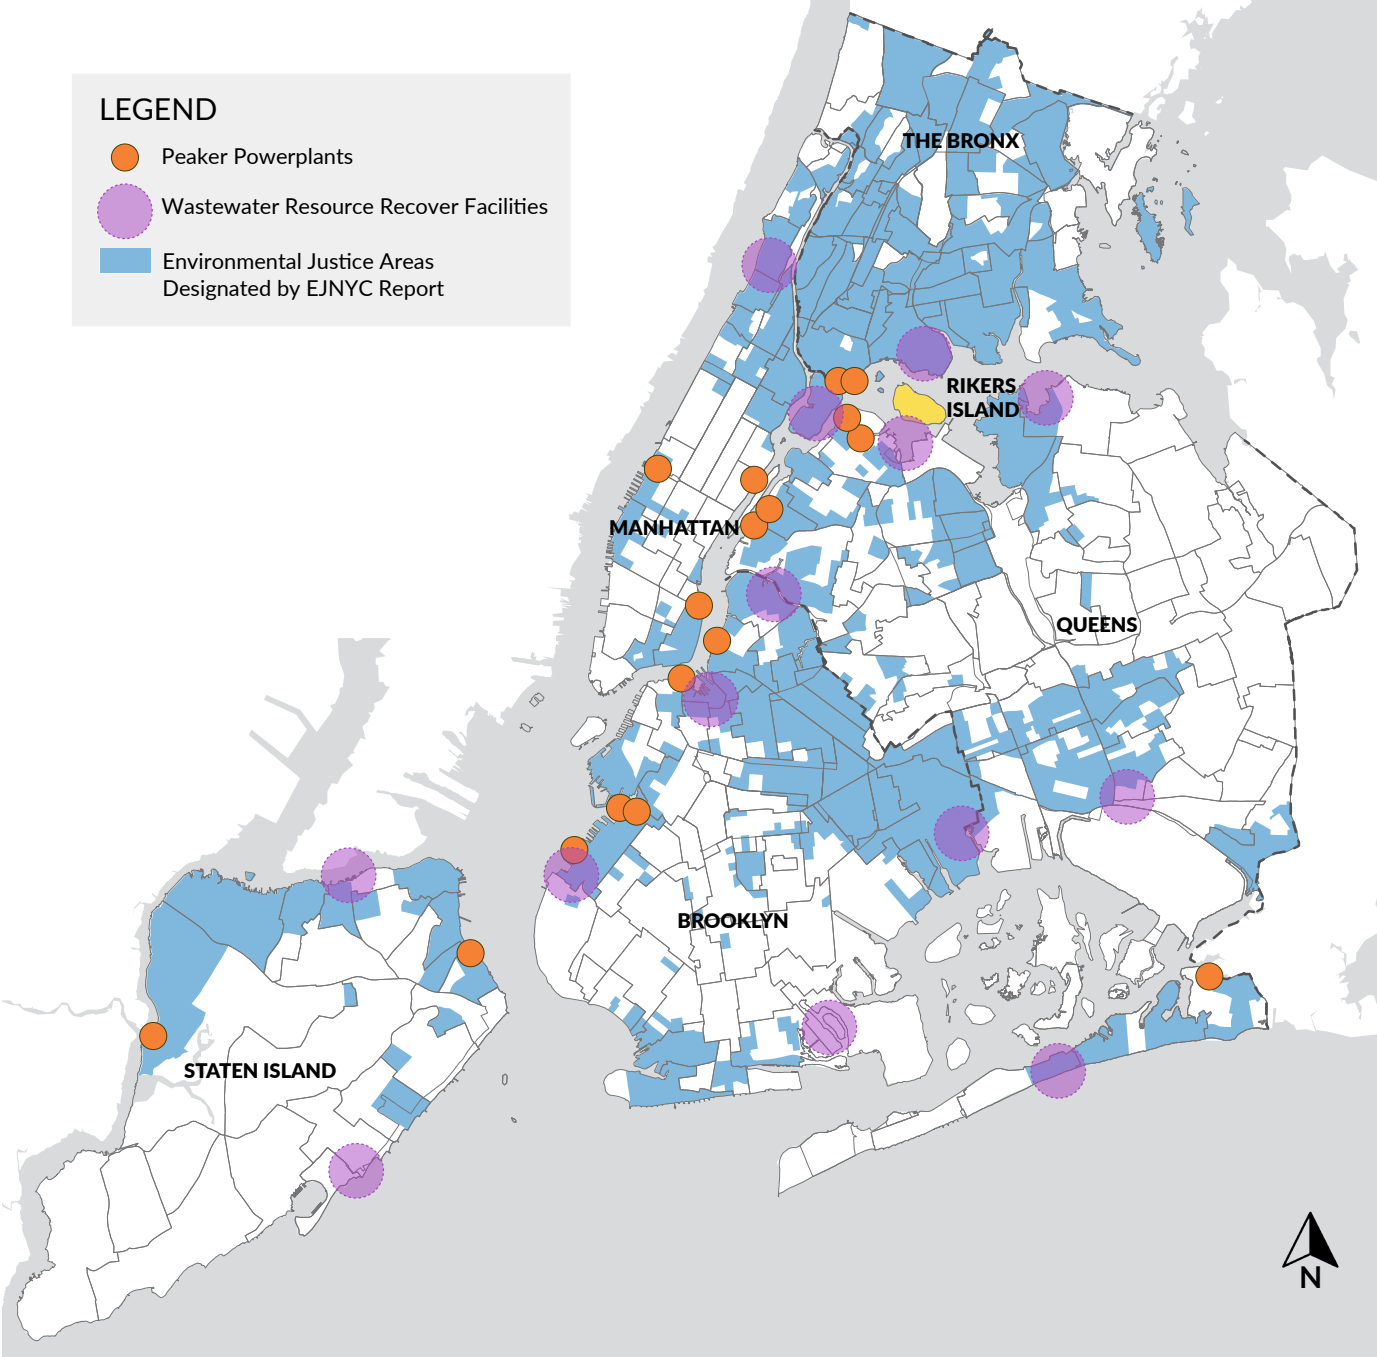 LEGEND
Peaker Powerplants
Wastewater Resource Recover Facilities
Environmental Justice Areas
Designated by EJNYC Report
THE BRONX
RIKERS
ISLAND
MANHATTAN
QUEENS
BROOKLYN
STATEN ISLAND
N